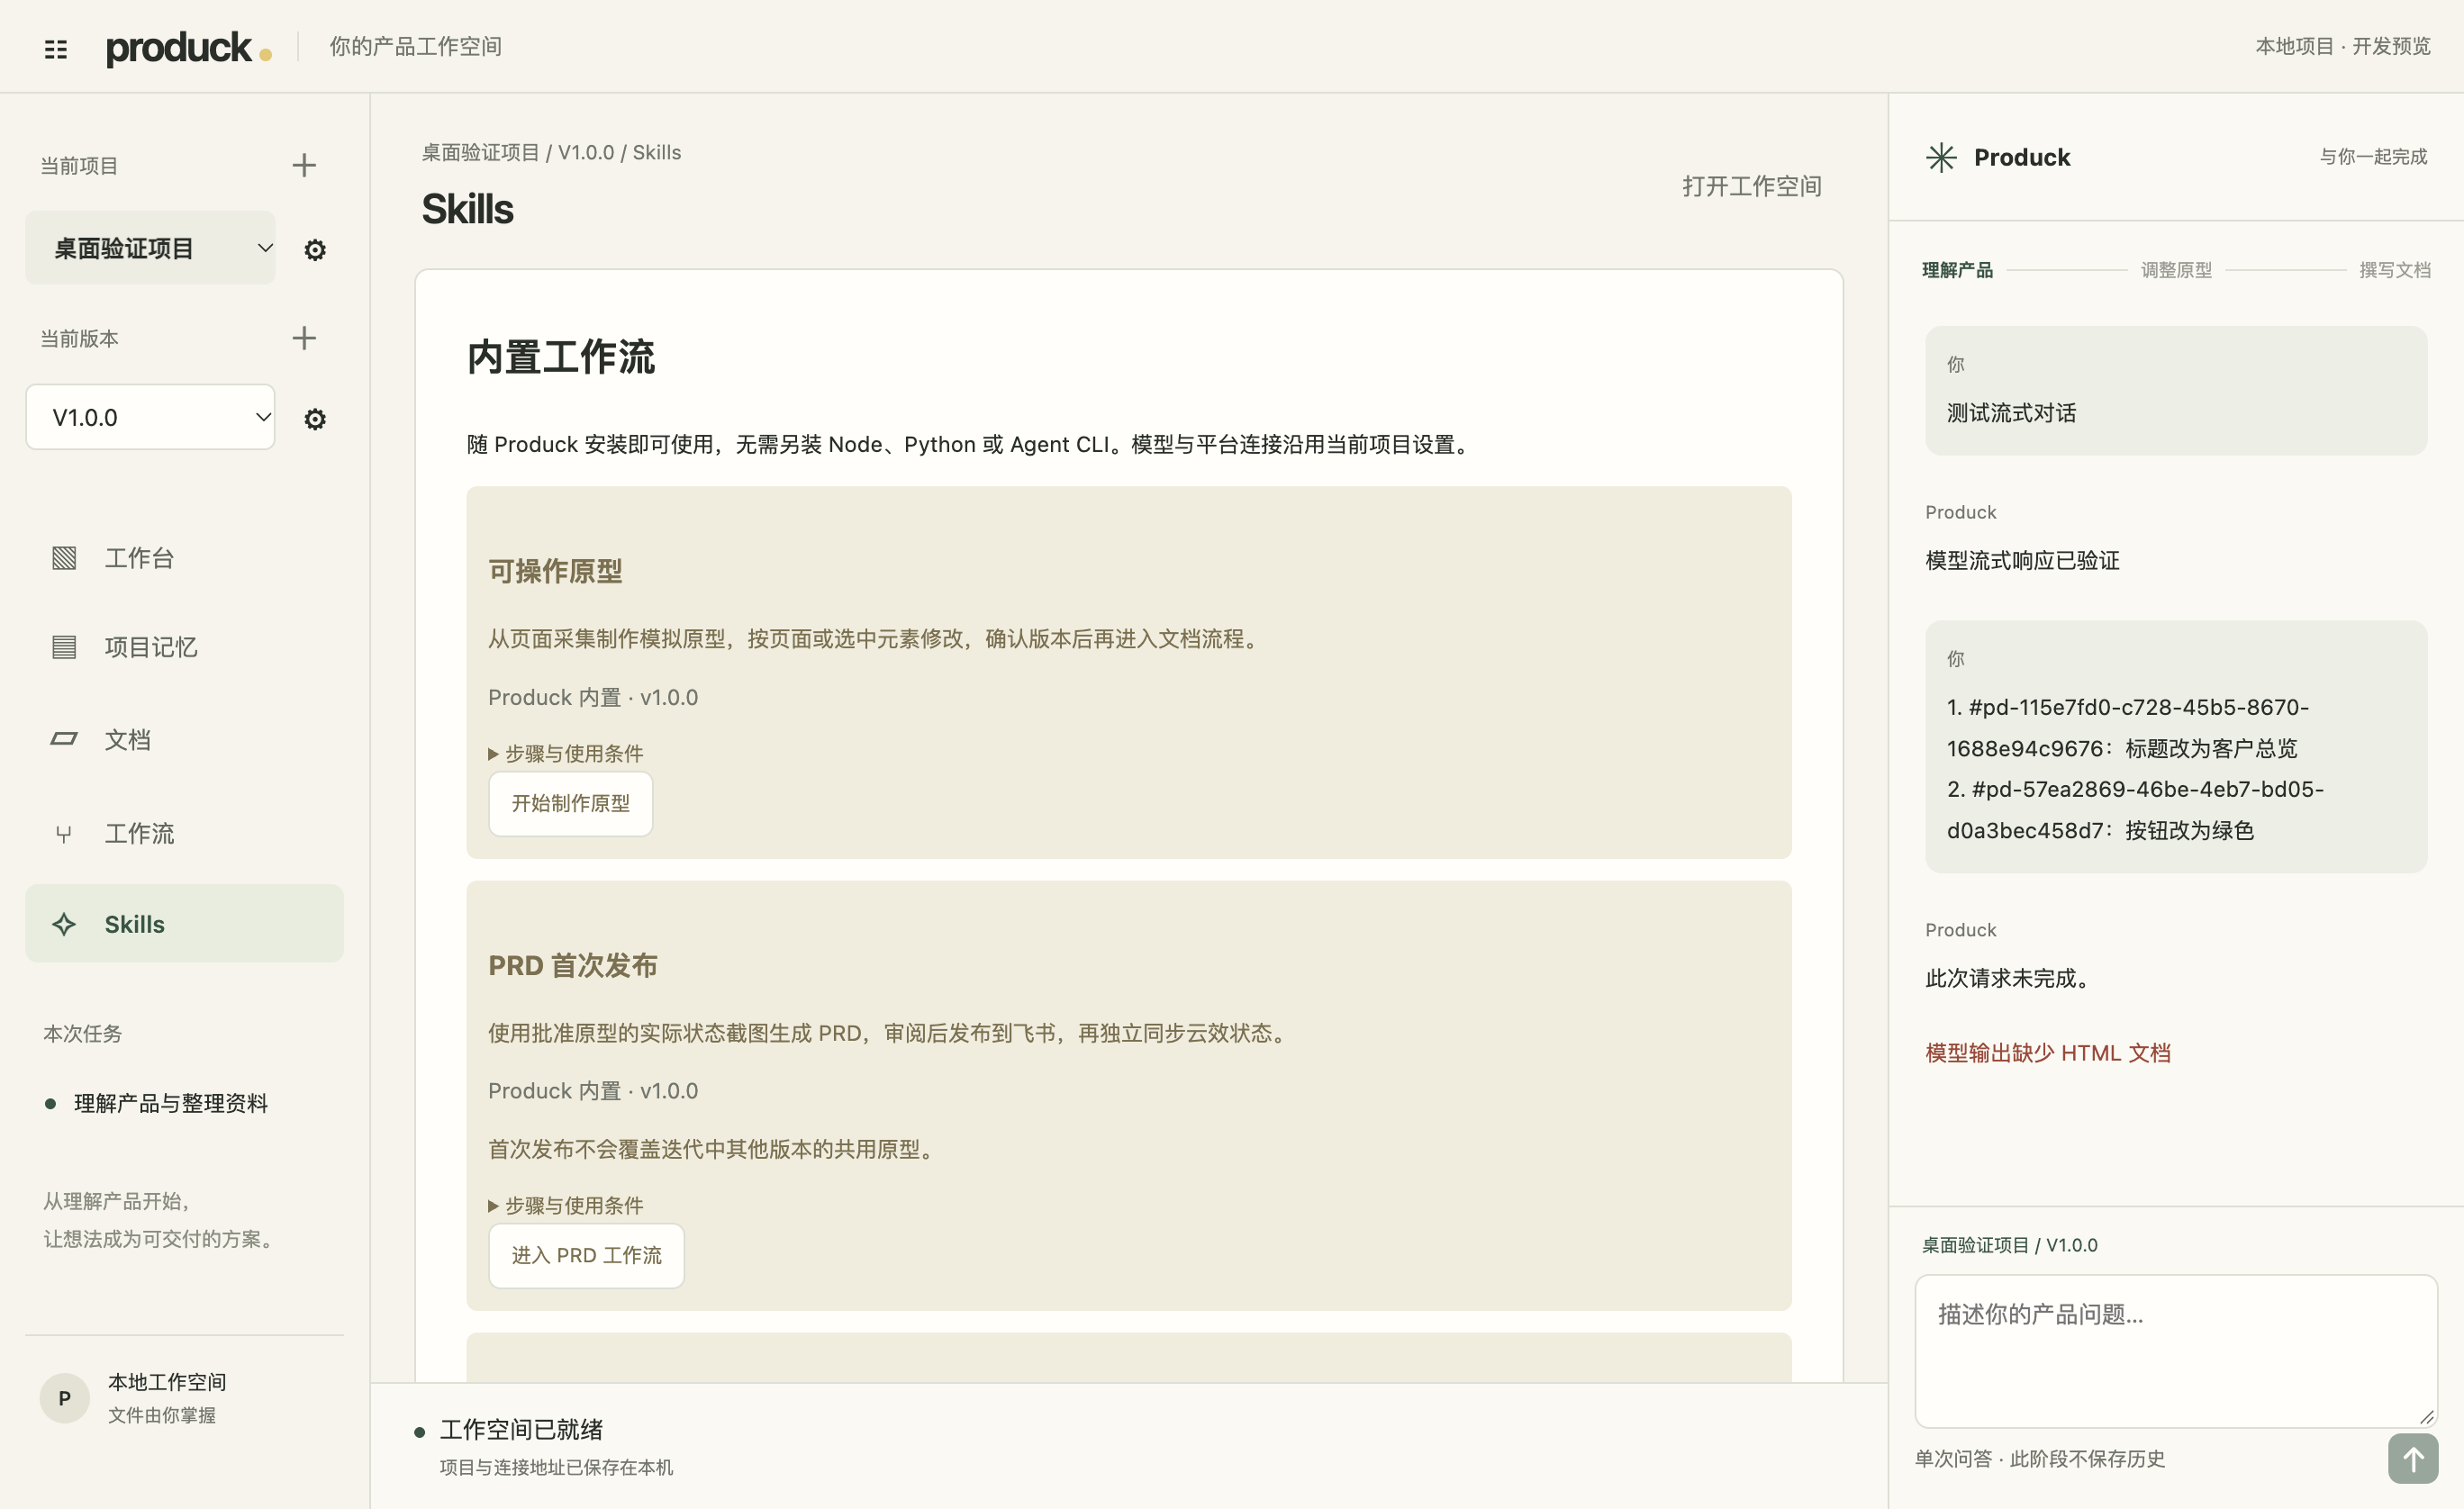 produck
你的产品工作空间
本地项目 · 开发预览
当前项目
桌面验证项目
当前版本
V1.0.0
工作台
项目记忆
文档
工作流
Skills
本次任务
理解产品与整理资料
从理解产品开始，
让想法成为可交付的方案。
P
本地工作空间
文件由你掌握
桌面验证项目 / V1.0.0 / Skills
Skills
打开工作空间
内置工作流
随 Produck 安装即可使用，无需另装 Node、Python 或 Agent CLI。模型与平台连接沿用当前项目设置。
可操作原型
从页面采集制作模拟原型，按页面或选中元素修改，确认版本后再进入文档流程。
Produck 内置 · v1.0.0
步骤与使用条件
开始制作原型
PRD 首次发布
使用批准原型的实际状态截图生成 PRD，审阅后发布到飞书，再独立同步云效状态。
Produck 内置 · v1.0.0
首次发布不会覆盖迭代中其他版本的共用原型。
步骤与使用条件
进入 PRD 工作流
工作空间已就绪
项目与连接地址已保存在本机
Produck
与你一起完成
理解产品
调整原型
撰写文档
你
测试流式对话
Produck
模型流式响应已验证
你
1. #pd-115e7fd0-c728-45b5-8670-
1688e94c9676：标题改为客户总览
2. #pd-57ea2869-46be-4eb7-bd05-
d0a3bec458d7：按钮改为绿色
Produck
此次请求未完成。
模型输出缺少 HTML 文档
桌面验证项目 / V1.0.0
描述你的产品问题...
单次问答 · 此阶段不保存历史